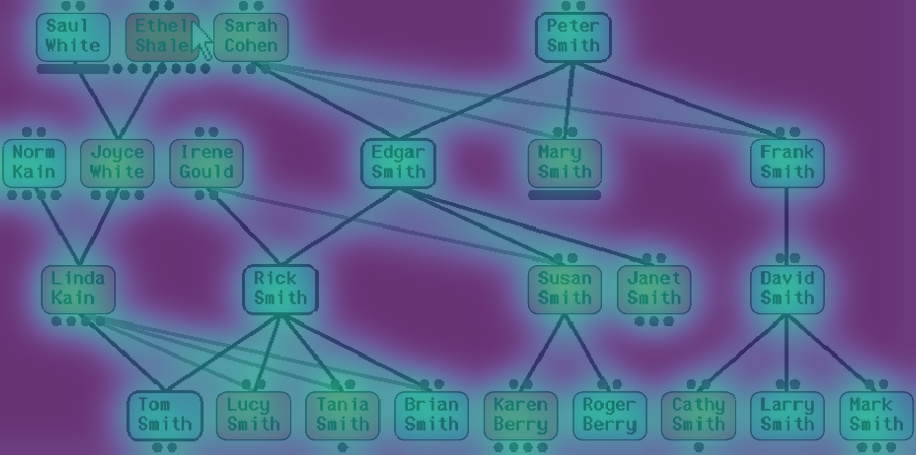 Saul
White
Ethel
Shale
Sarah
Cohen
Peter
Smith
Norm
Kain
Joyce
White
Irene
Gould
Edgar
Smith
Mary
Smith
Frank
Smith
Linda
Kain
Rick
Smith
Susan
Smith
Janet
Smith
David
Smith
Tom
Smith
Lucy
Smith
Tania
Smith
Brian
Smith
Karen
Berry
Roger
Berry
Cathy
Smith
Larry
Smith
Mark
Smith